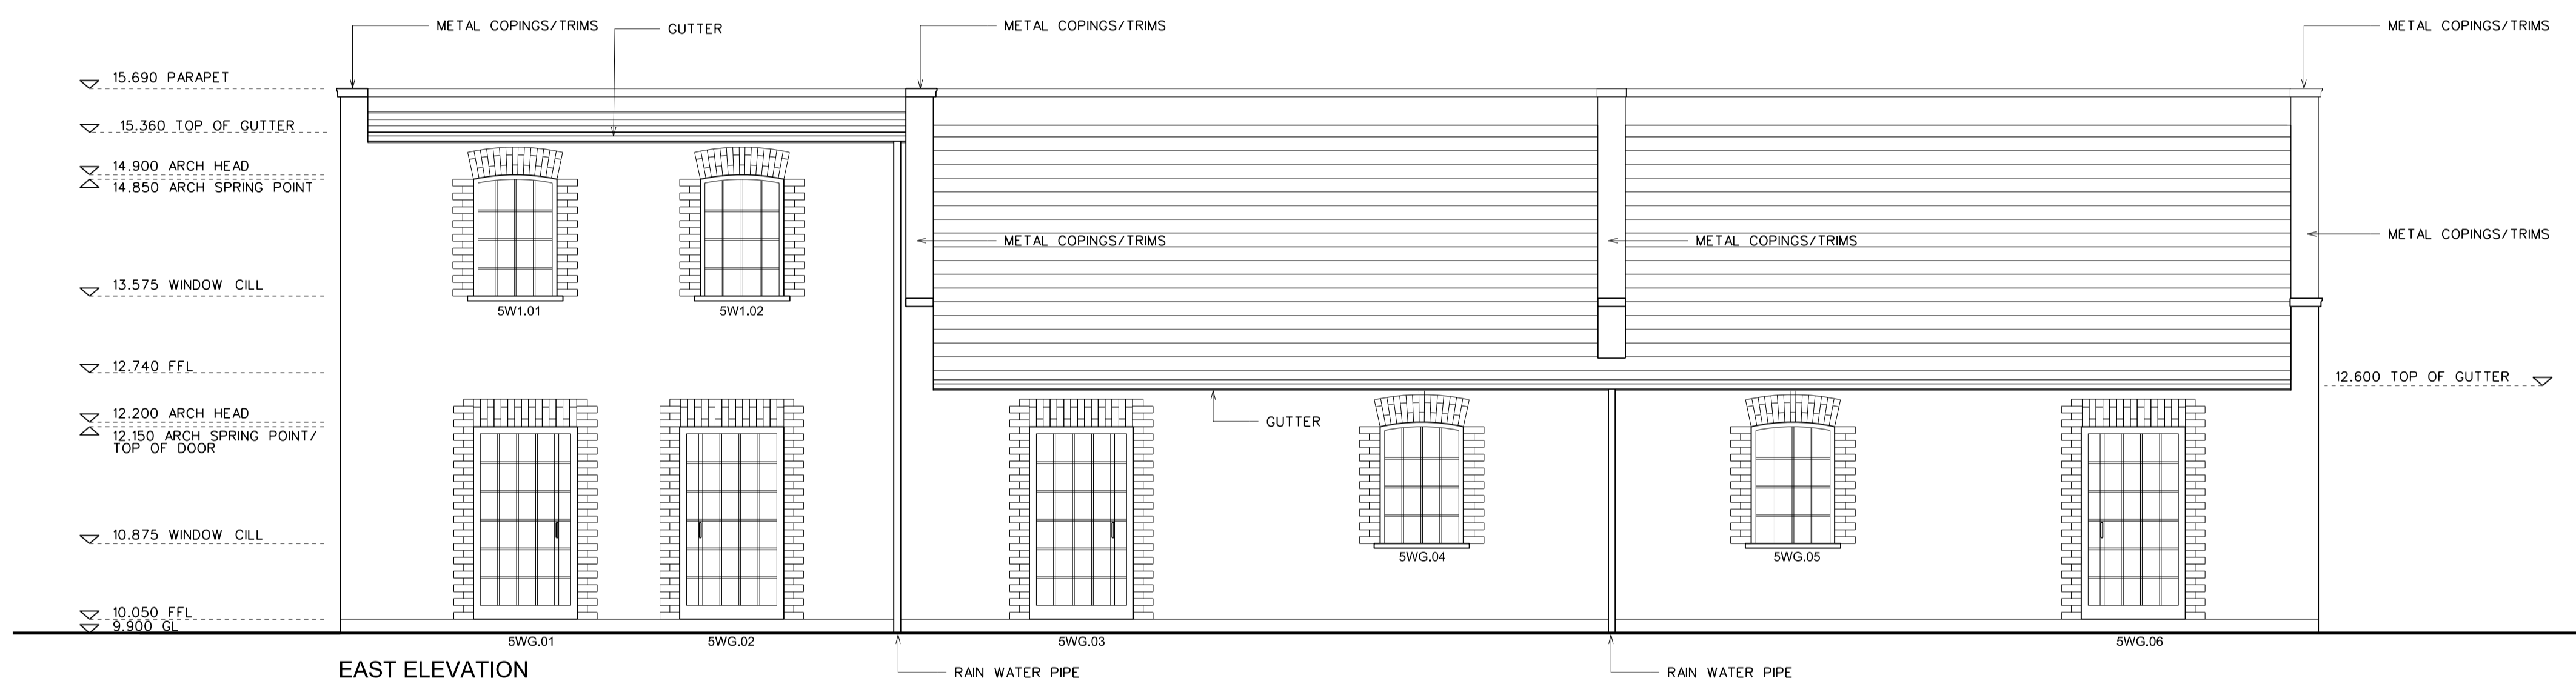 METAL COPINGS/TRIMS
GUTTER
METAL COPINGS/TRIMS
METAL COPINGS/TRIMS
15.690 PARAPET
15.360 TOP OF GUTTER
14.900 ARCH HEAD
14.850 ARCH SPRING POINT
METAL COPINGS/TRIMS
METAL COPINGS/TRIMS
METAL COPINGS/TRIMS
13.575 WINDOW CILL
5W1.01
5W1.02
12.740 FFL
12.600 TOP OF GUTTER
12.200 ARCH HEAD
GUTTER
12.150 ARCH SPRING POINT/
TOP OF DOOR
10.875 WINDOW CILL
5WG.04
5WG.05
10.050 FFL
9.900 GL
5WG.01
5WG.02
5WG.03
5WG.06
EAST ELEVATION
RAIN WATER PIPE
RAIN WATER PIPE